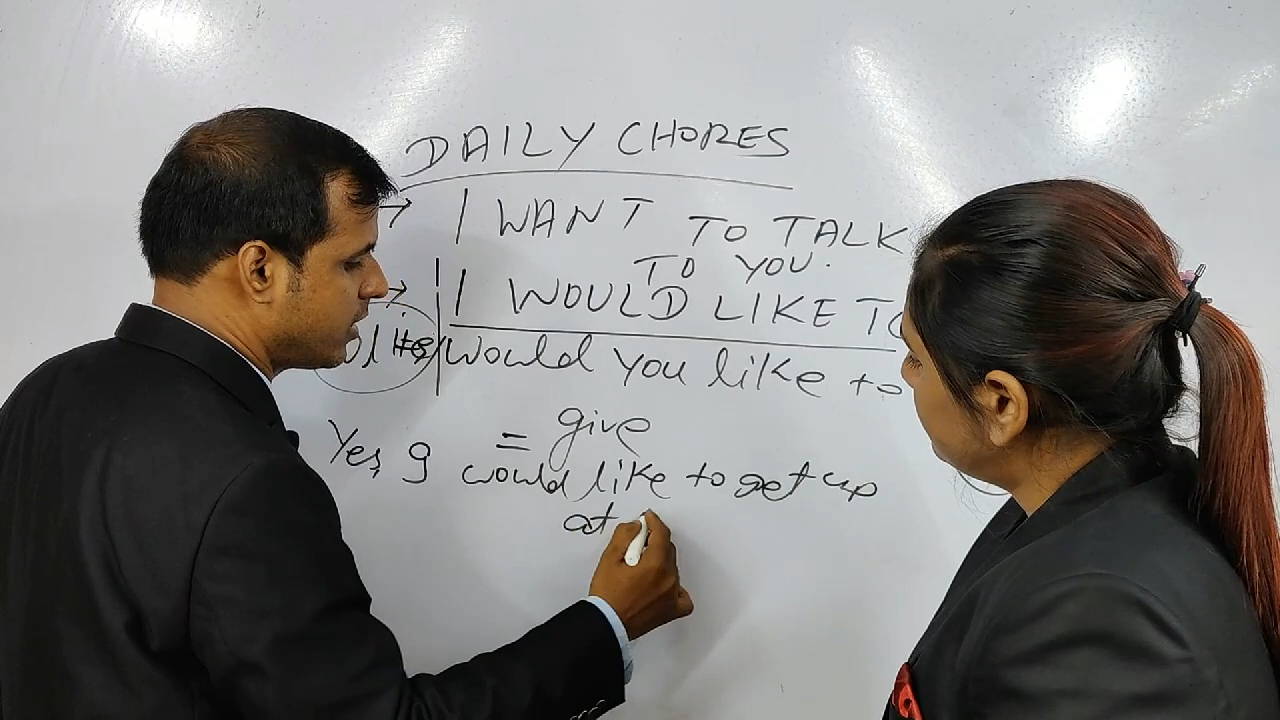 DAILY CHORES
→ I WANT TO TALK
TO YOU.
→ I WOULD LIKE TO
would you like to
= give
Yes, I would like to get up
at